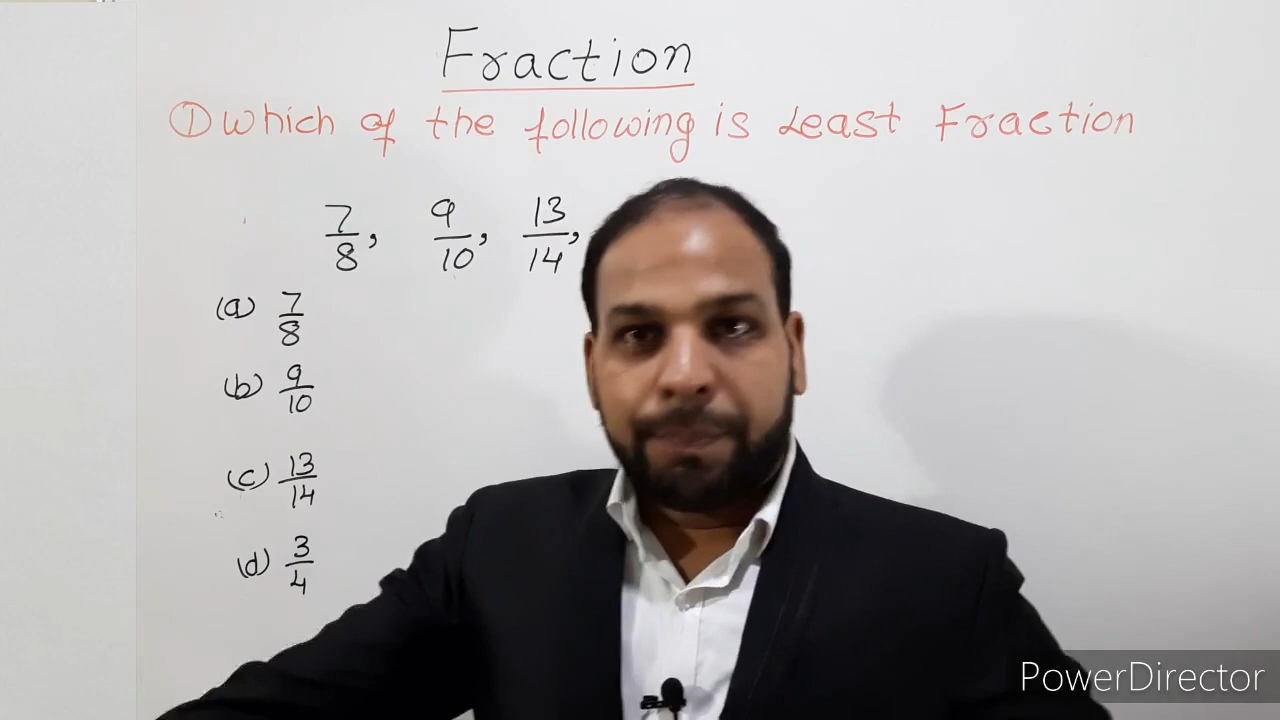 Fraction
① Which of the following is Least Fraction
7/8, 9/10, 13/14,
(a) 7/8
(b) 9/10
(c) 13/14
(d) 3/4
PowerDirector